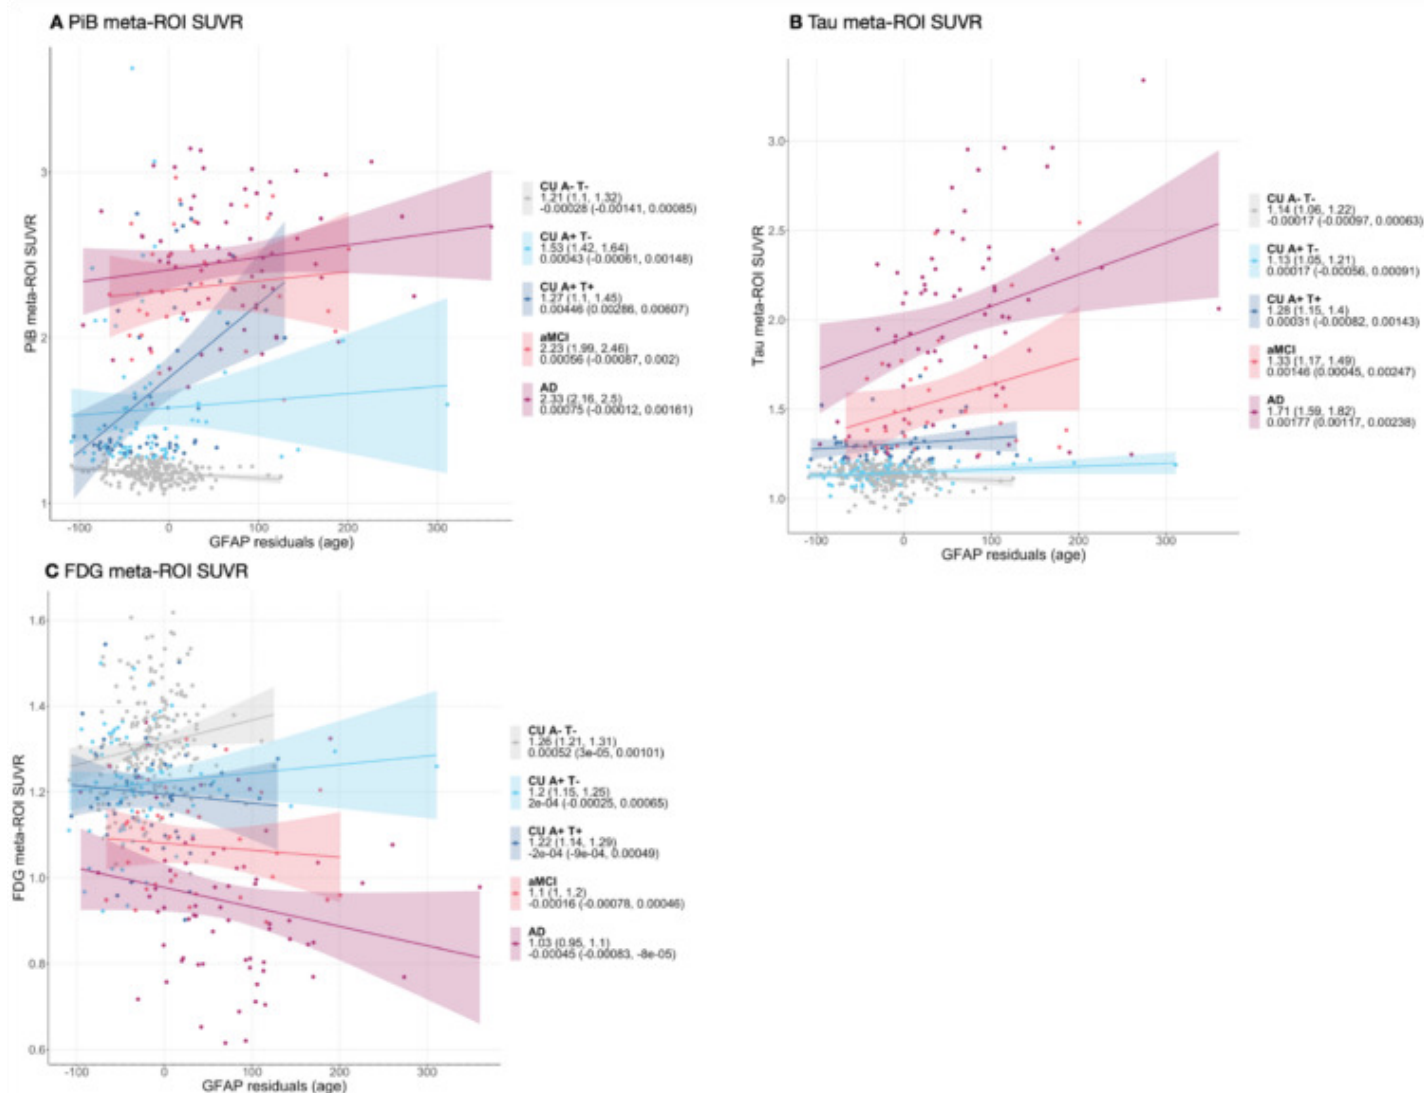 A PiB meta-ROI SUVR
PiB meta-ROI SUVR
3
2
1
-100 0 100 200 300
GFAP residuals (age)
CU A- T-
1.21 (1.1, 1.32)
-0.00028 (-0.00141, 0.00085)
CU A+ T-
1.53 (1.42, 1.64)
0.00043 (-0.00061, 0.00148)
CU A+ T+
1.27 (1.1, 1.45)
0.00446 (0.00286, 0.00607)
aMCI
2.23 (1.99, 2.46)
0.00056 (-0.00087, 0.002)
AD
2.33 (2.16, 2.5)
0.00075 (-0.00012, 0.00161)
B Tau meta-ROI SUVR
Tau meta-ROI SUVR
3.0
2.5
2.0
1.5
1.0
-100 0 100 200 300
GFAP residuals (age)
CU A- T-
1.14 (1.06, 1.22)
-0.00017 (-0.00097, 0.00063)
CU A+ T-
1.13 (1.05, 1.21)
0.00017 (-0.00056, 0.00091)
CU A+ T+
1.28 (1.15, 1.4)
0.00031 (-0.00082, 0.00143)
aMCI
1.33 (1.17, 1.49)
0.00146 (0.00045, 0.00247)
AD
1.71 (1.59, 1.82)
0.00177 (0.00117, 0.00238)
C FDG meta-ROI SUVR
FDG meta-ROI SUVR
1.6
1.4
1.2
1.0
0.8
0.6
-100 0 100 200 300
GFAP residuals (age)
CU A- T-
1.26 (1.21, 1.31)
0.00052 (3e-05, 0.00101)
CU A+ T-
1.2 (1.15, 1.25)
2e-04 (-0.00025, 0.00065)
CU A+ T+
1.22 (1.14, 1.29)
-2e-04 (-9e-04, 0.00049)
aMCI
1.1 (1, 1.2)
-0.00016 (-0.00078, 0.00046)
AD
1.03 (0.95, 1.1)
-0.00045 (-0.00083, -8e-05)